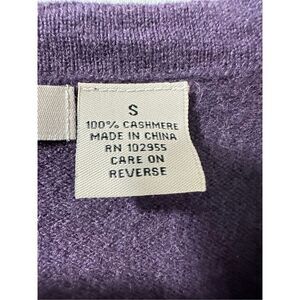 S
100% CASHMERE
MADE IN CHINA
RN 102955
CARE ON
REVERSE